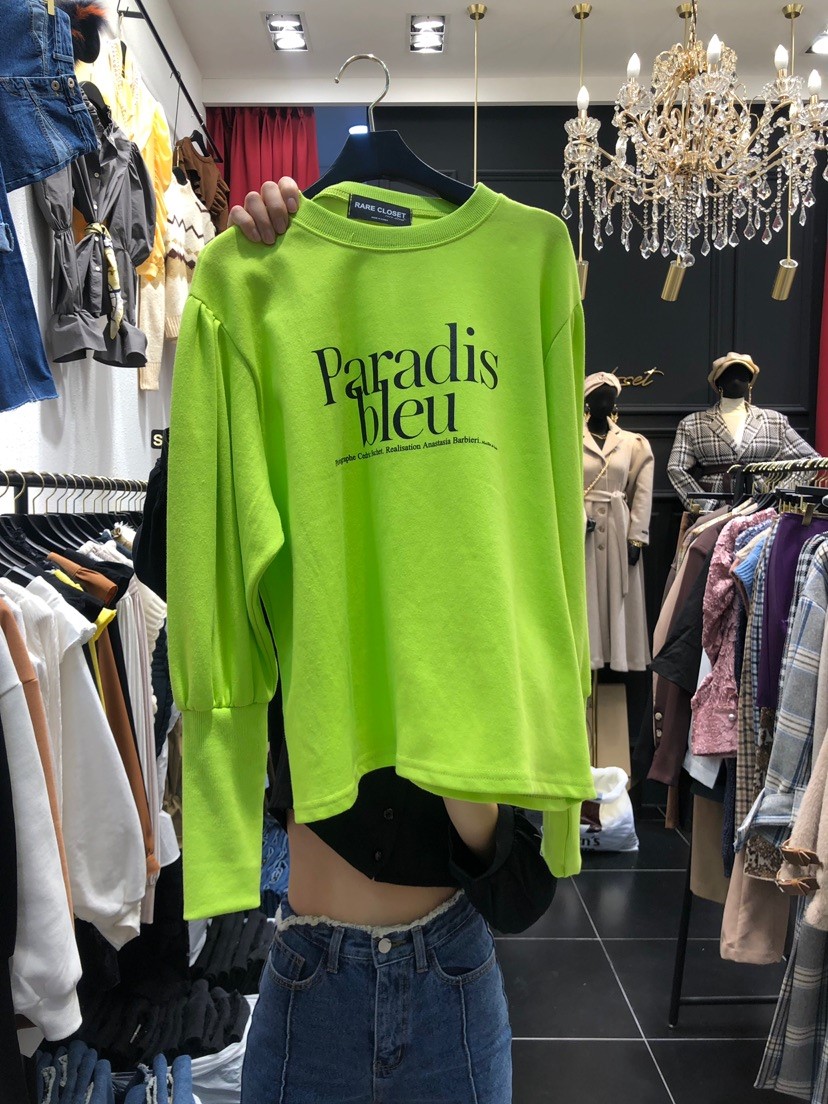 RARE CLOSET
Paradis
bleu
Realisation Anastasia Barbieri.